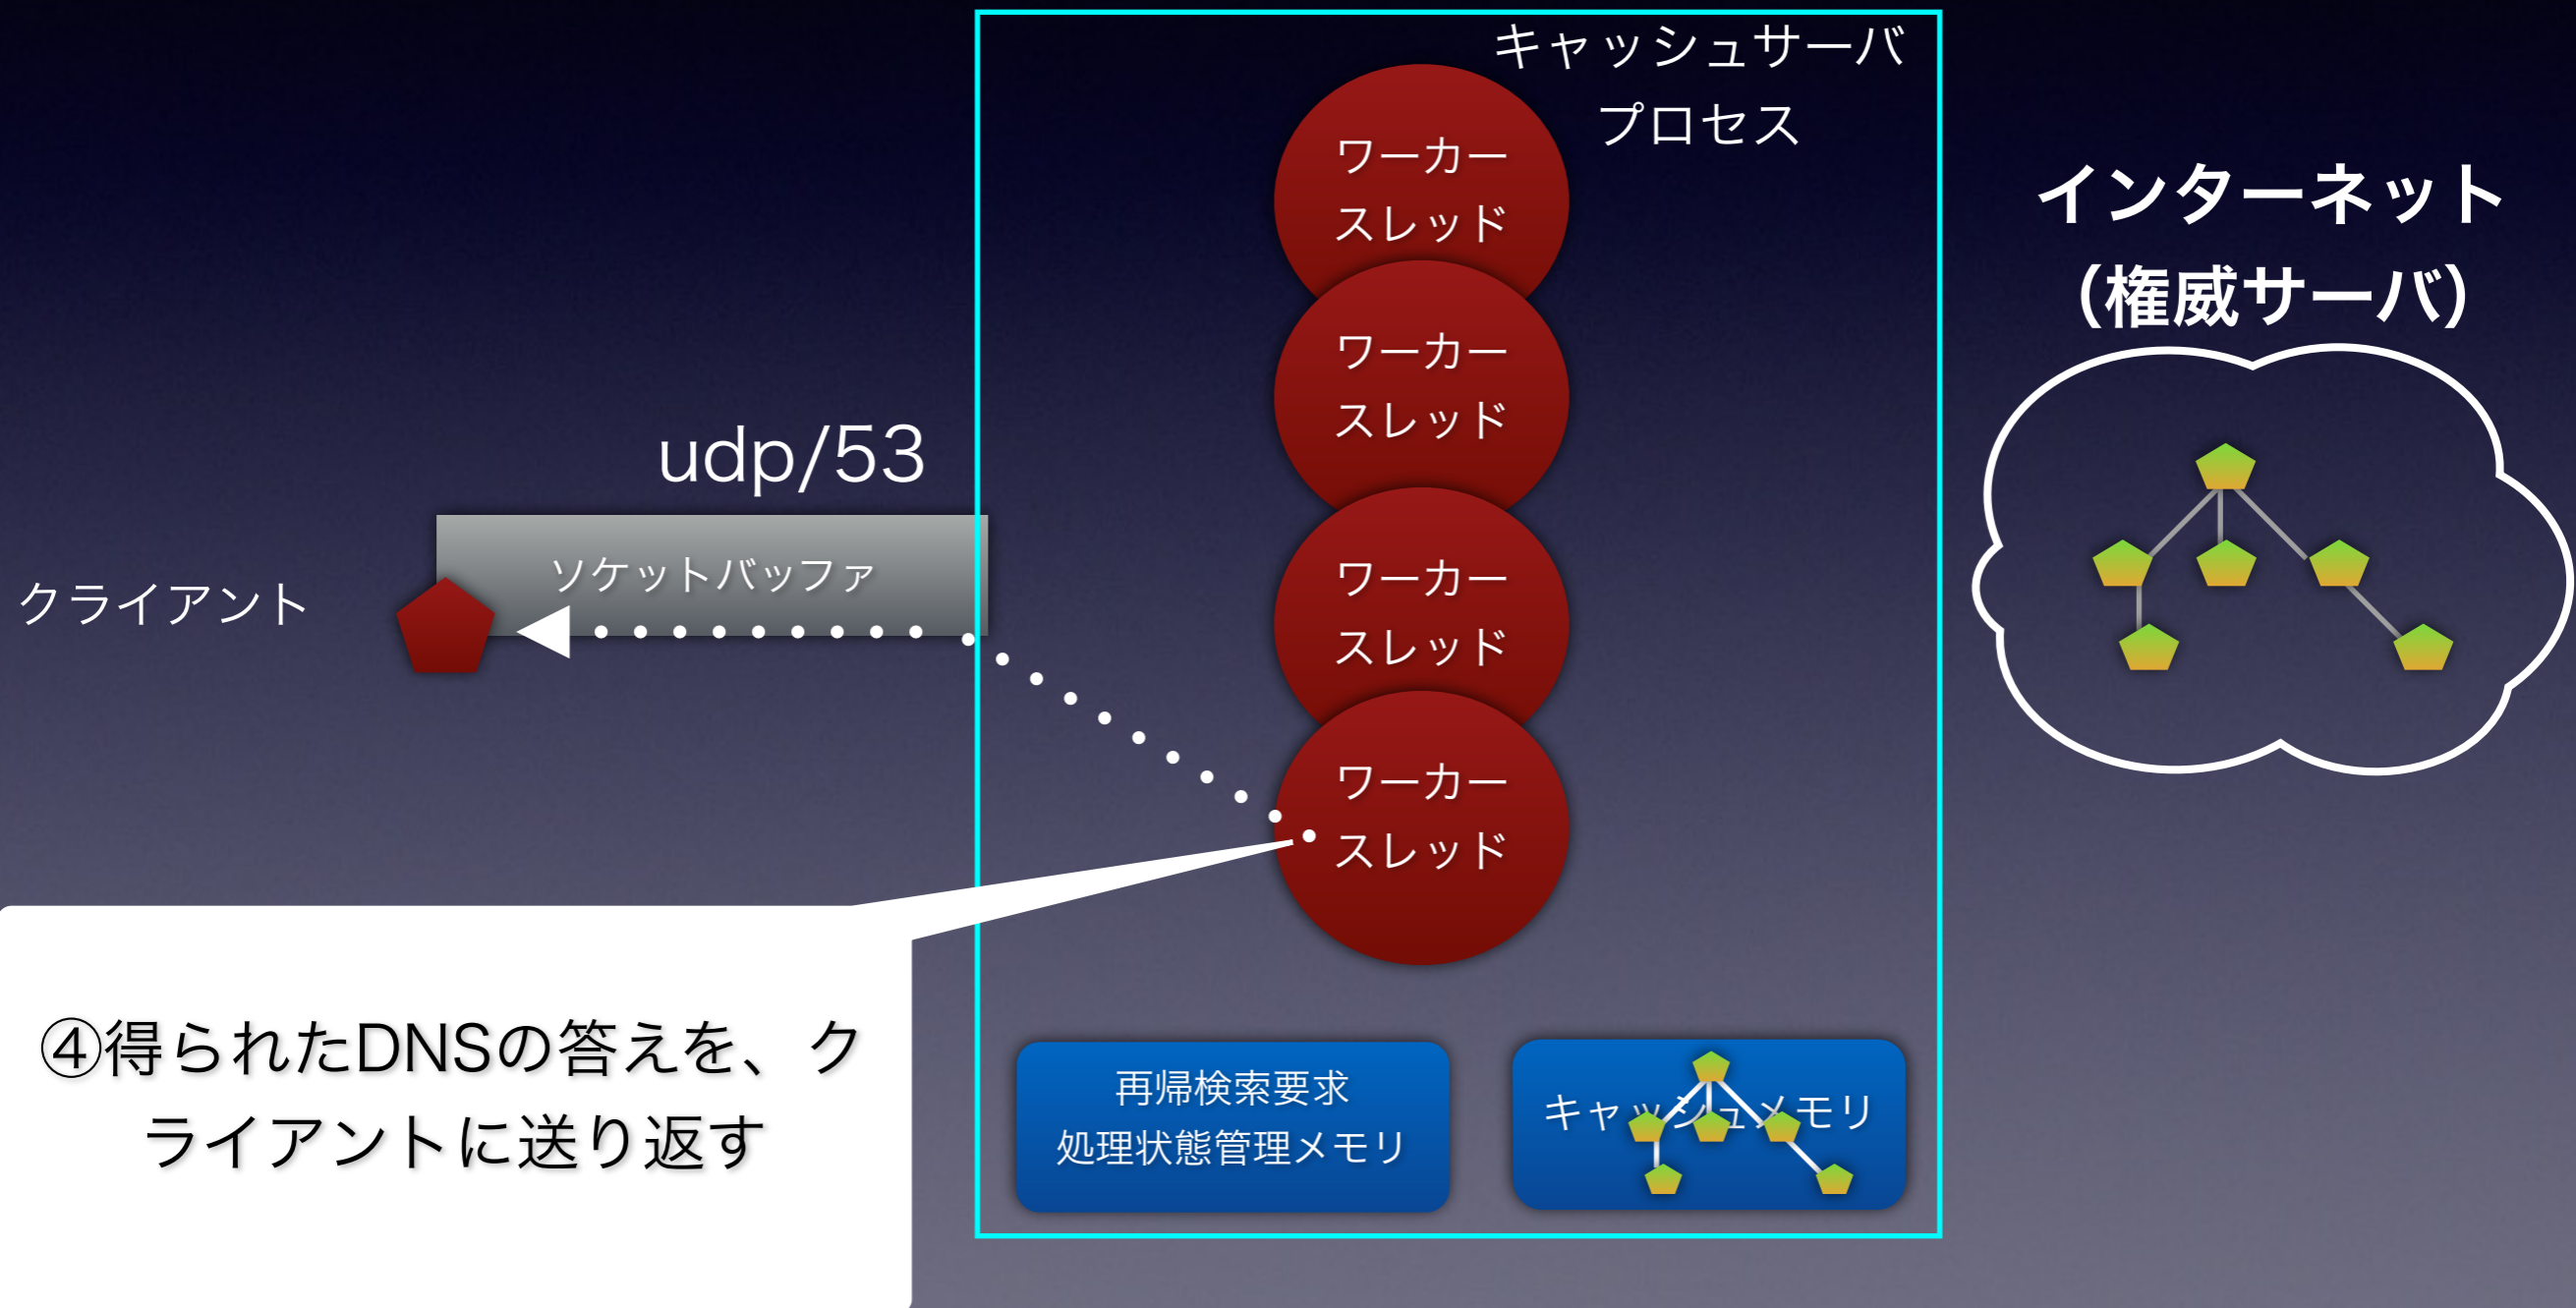 キャッシュサーバ
プロセス
ワーカー
スレッド
ワーカー
スレッド
ワーカー
スレッド
ワーカー
スレッド
インターネット
（権威サーバ）
udp/53
ソケットバッファ
クライアント
④得られたDNSの答えを、ク
ライアントに送り返す
再帰検索要求
処理状態管理メモリ
キャッシュメモリ